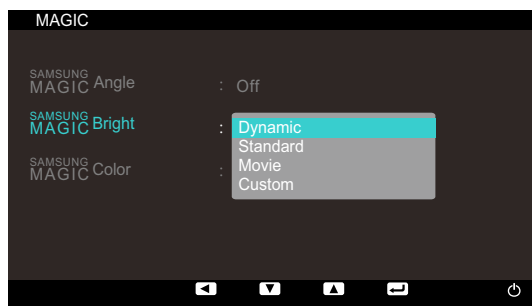 MAGIC
SAMSUNG
MAGIC Angle : Off
SAMSUNG
MAGIC Bright : Dynamic
Standard
SAMSUNG
MAGIC Color : Movie
Custom